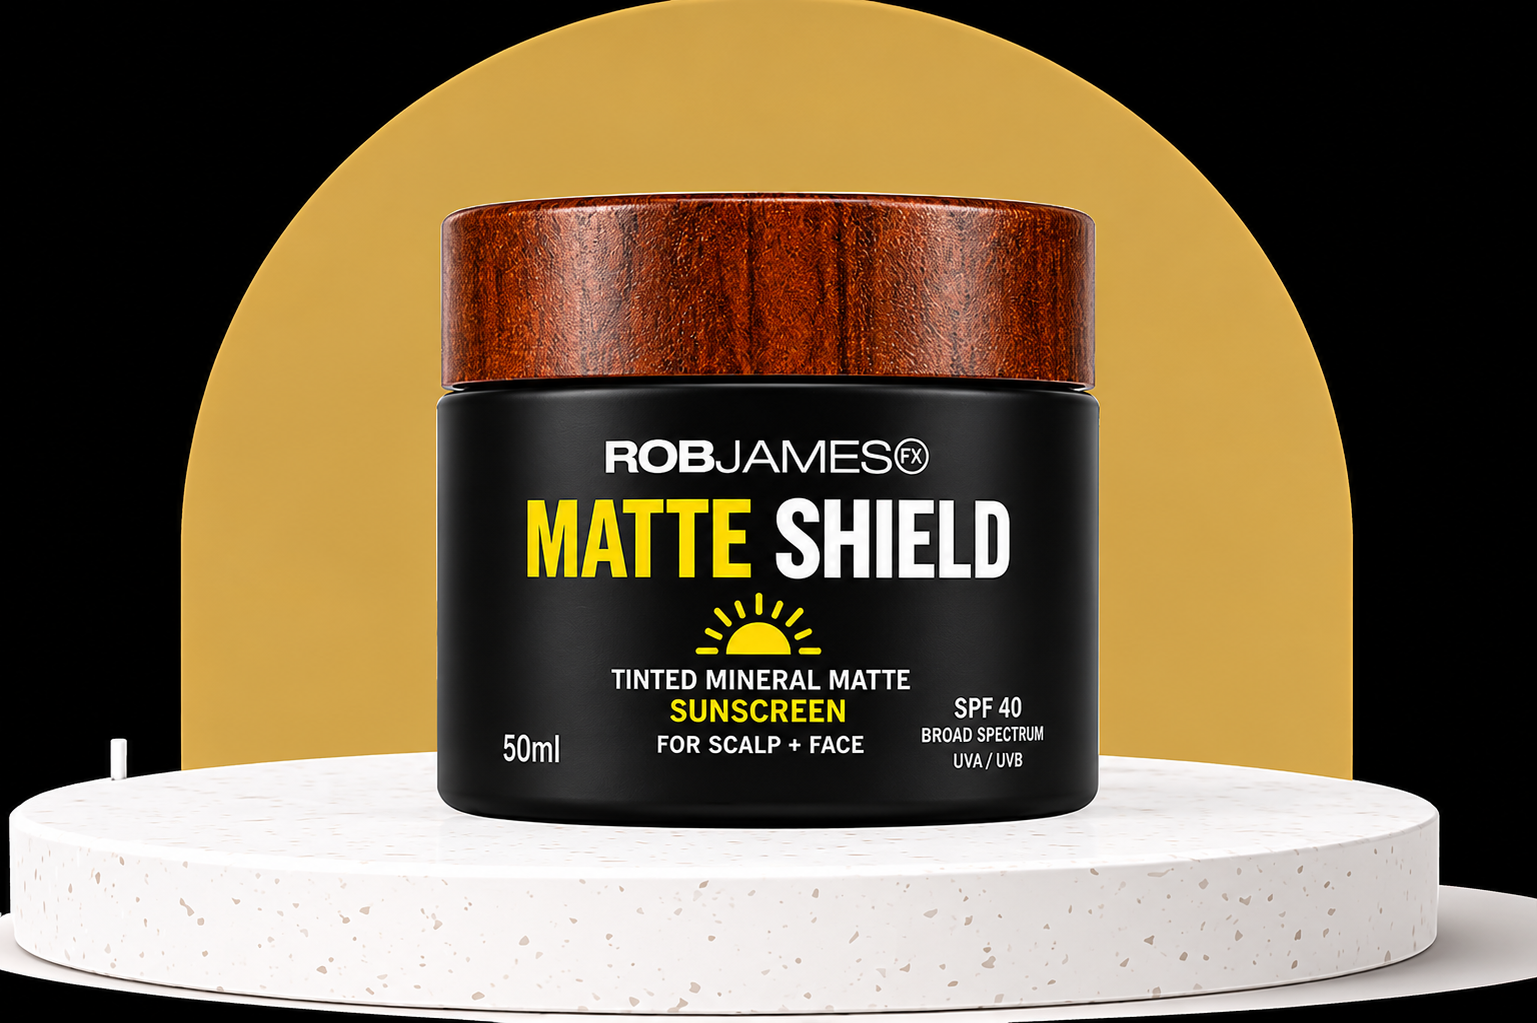 ROBJAMES FX
MATTE SHIELD
TINTED MINERAL MATTE
SUNSCREEN
FOR SCALP + FACE
50ml
SPF 40
BROAD SPECTRUM
UVA / UVB